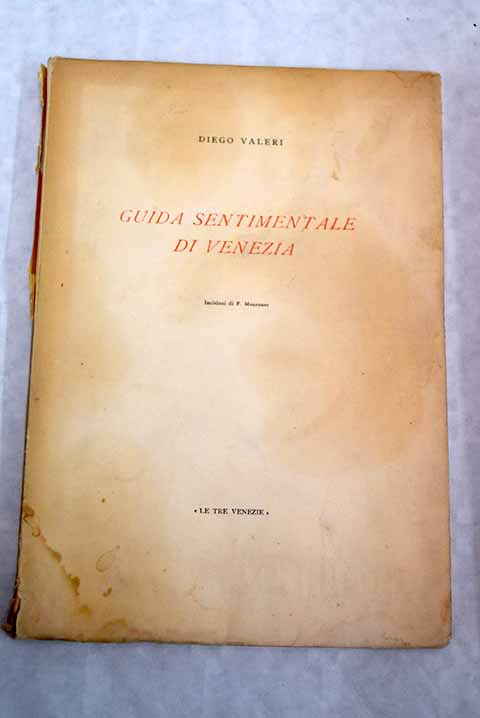 DIEGO VALERI
GUIDA SENTIMENTALE
DI VENEZIA
Incisioni di F. 
« LE TRE VENEZIE »